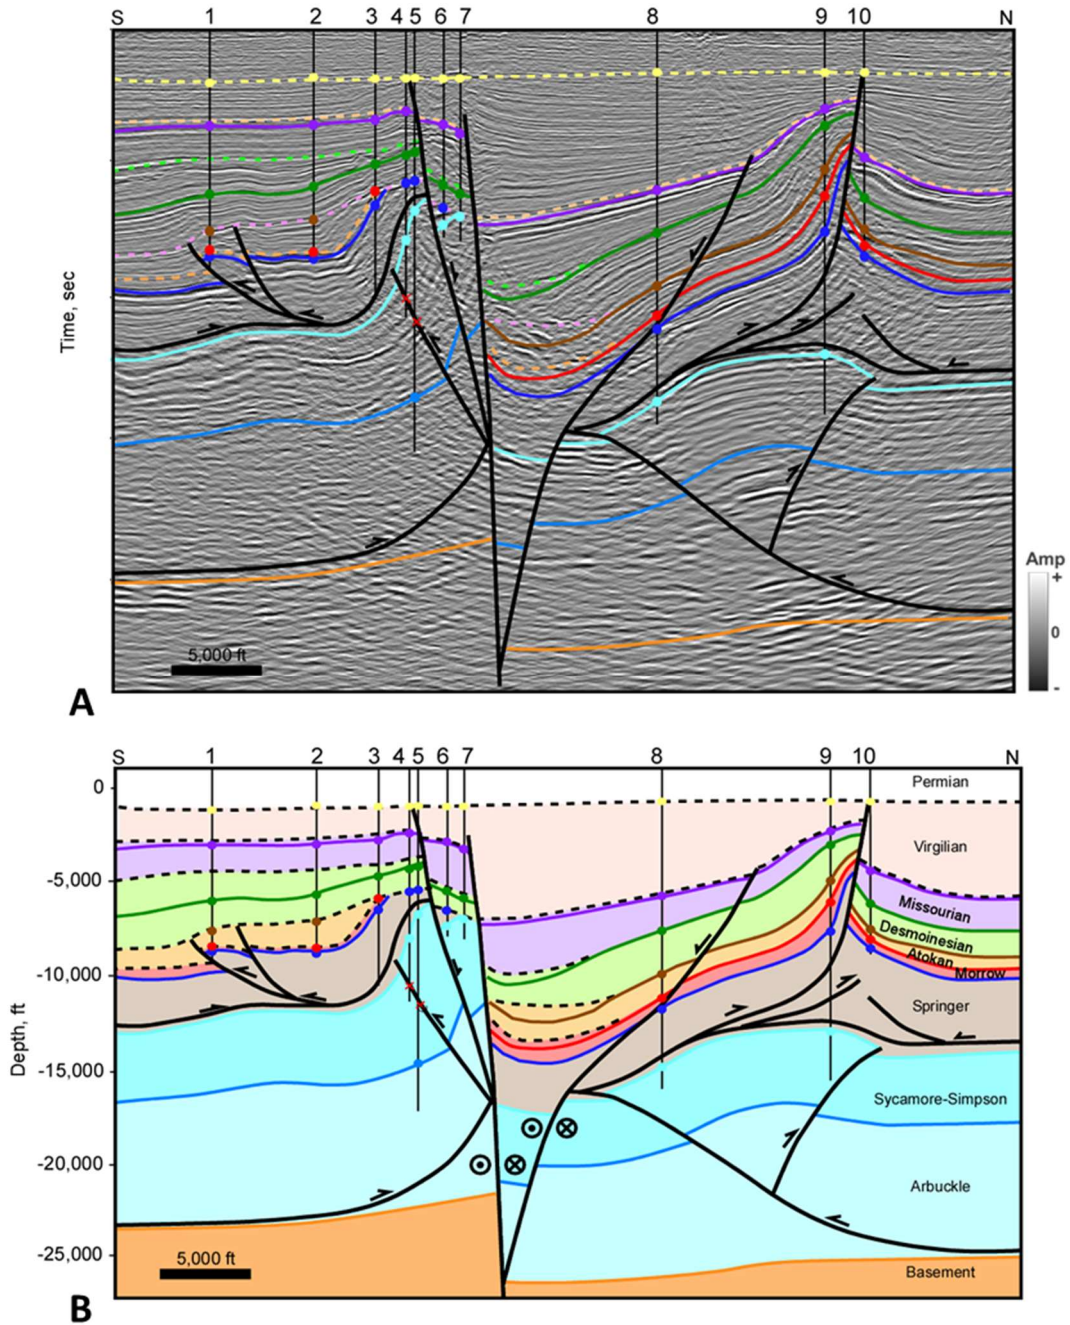 S 1 2 3 4 5 6 7 8 9 10 N
Time, sec
5,000 ft
Amp
+
0
-
A
S 1 2 3 4 5 6 7 8 9 10 N
0
-5,000
-10,000
-15,000
-20,000
-25,000
Depth, ft
Permian
Virgilian
Missourian
Desmoinesian
Atokan
Morrow
Springer
Sycamore-Simpson
Arbuckle
Basement
5,000 ft
B